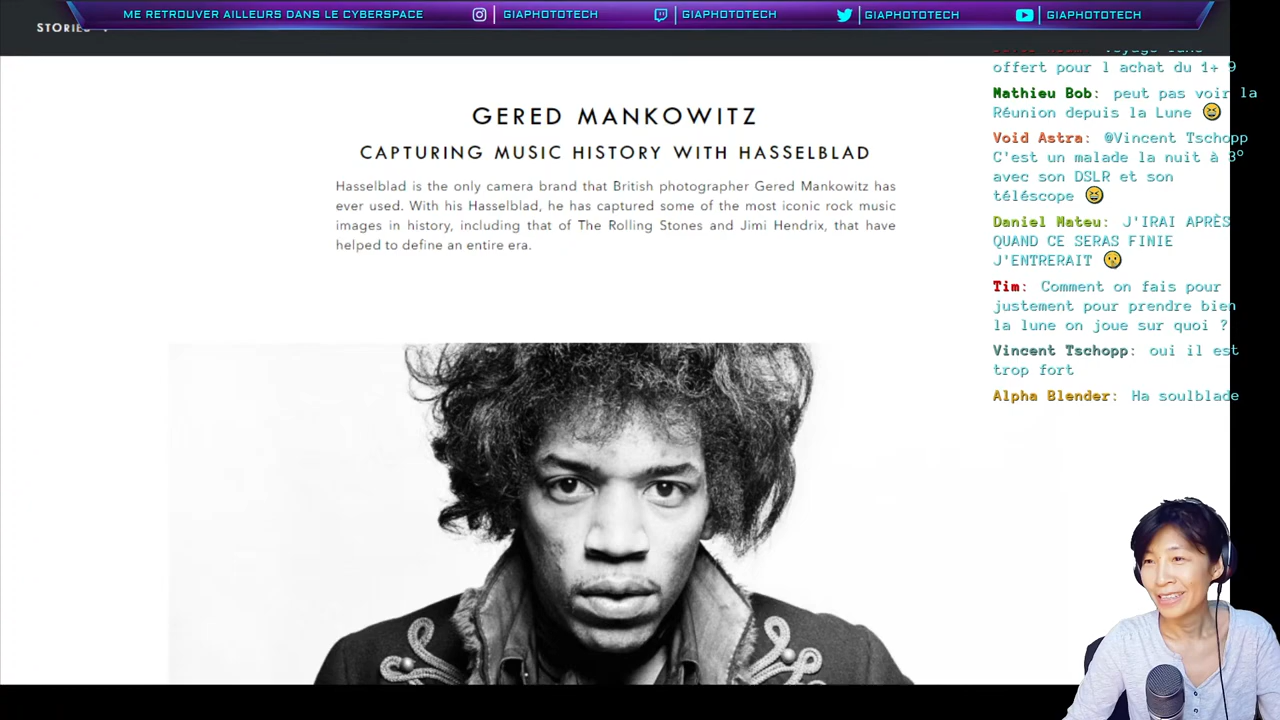 ME RETROUVER AILLEURS DANS LE CYBERSPACE
GIAPHOTOTECH
GIAPHOTOTECH
GIAPHOTOTECH
GIAPHOTOTECH
STORIES
GERED MANKOWITZ
CAPTURING MUSIC HISTORY WITH HASSELBLAD
Hasselblad is the only camera brand that British photographer Gered Mankowitz has
ever used. With his Hasselblad, he has captured some of the most iconic rock music
images in history, including that of The Rolling Stones and Jimi Hendrix, that have
helped to define an entire era.
offert pour 1 achat du 1+ 9
Mathieu Bob: peut pas voir la
Réunion depuis la Lune 😆
Void Astra: @Vincent Tschopp
C'est un malade la nuit à 3°
avec son DSLR et son
téléscope 😆
Daniel Mateu: J'IRAI APRÈS
QUAND CE SERAS FINIE
J'ENTRERAIT 🤫
Tim: Comment on fais pour
justement pour prendre bien
la lune on joue sur quoi ?
Vincent Tschopp: oui il est
trop fort
Alpha Blender: Ha soulblade